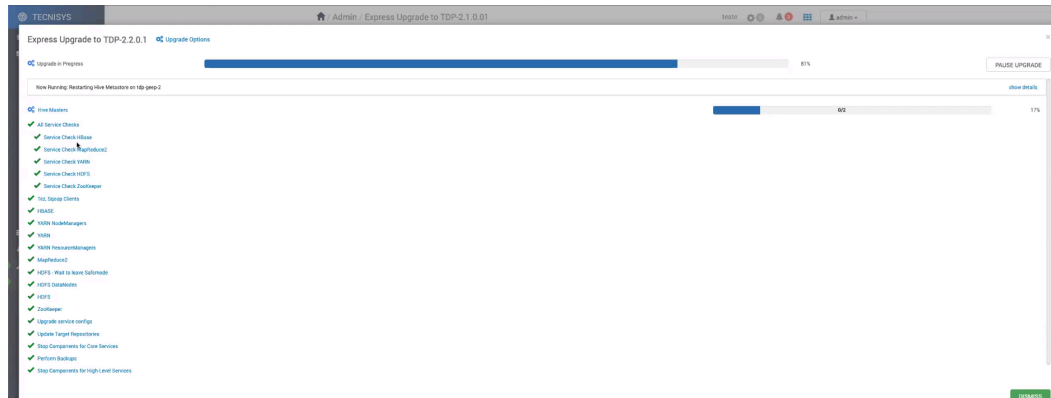 TECNISYS
/ Admin / Express Upgrade to TDP-2.1.0.01
teste
admin
Express Upgrade to TDP-2.2.0.1
Upgrade Options
×
Upgrade in Progress
81%
PAUSE UPGRADE
Now Running: Restarting Hive Metastore on tdp-geep-2
show details
Hive Masters
0/2
17%
All Service Checks
Service Check HBase
Service Check MapReduce2
Service Check YARN
Service Check HDFS
Service Check ZooKeeper
Tez, Sqoop Clients
HBASE
YARN NodeManagers
YARN
YARN ResourceManagers
MapReduce2
HDFS - Wait to leave Safemode
HDFS DataNodes
HDFS
ZooKeeper
Upgrade service configs
Update Target Repositories
Stop Components for Core Services
Perform Backups
Stop Components for High-Level Services
DISMISS